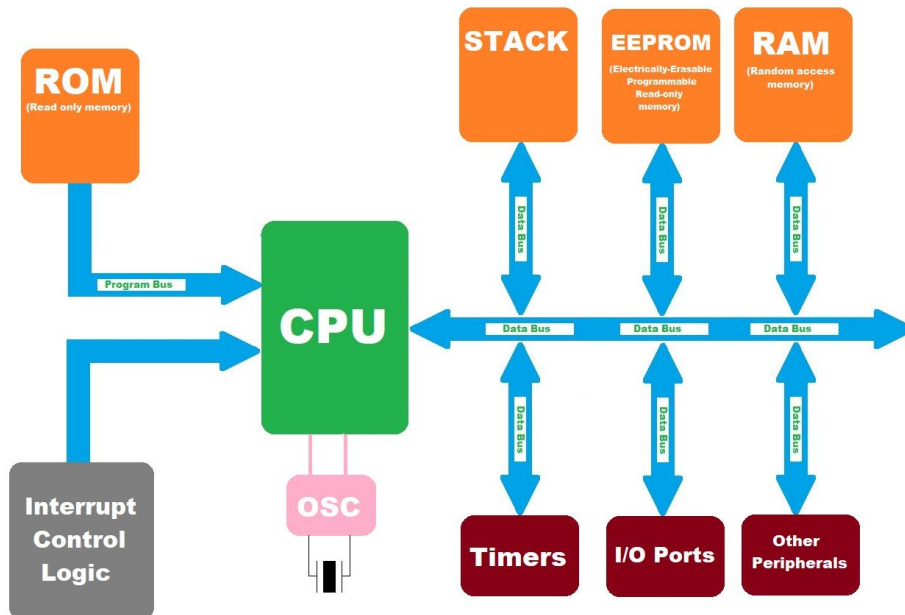 ROM
(Read only memory)
STACK
EEPROM
(Electrically-Erasable
Programmable
Read-only
memory)
RAM
(Random access
memory)
Data Bus
Data Bus
Data Bus
Program Bus
CPU
Data Bus
Data Bus
Data Bus
Data Bus
Data Bus
Data Bus
Interrupt
Control
Logic
OSC
Timers
I/O Ports
Other
Peripherals